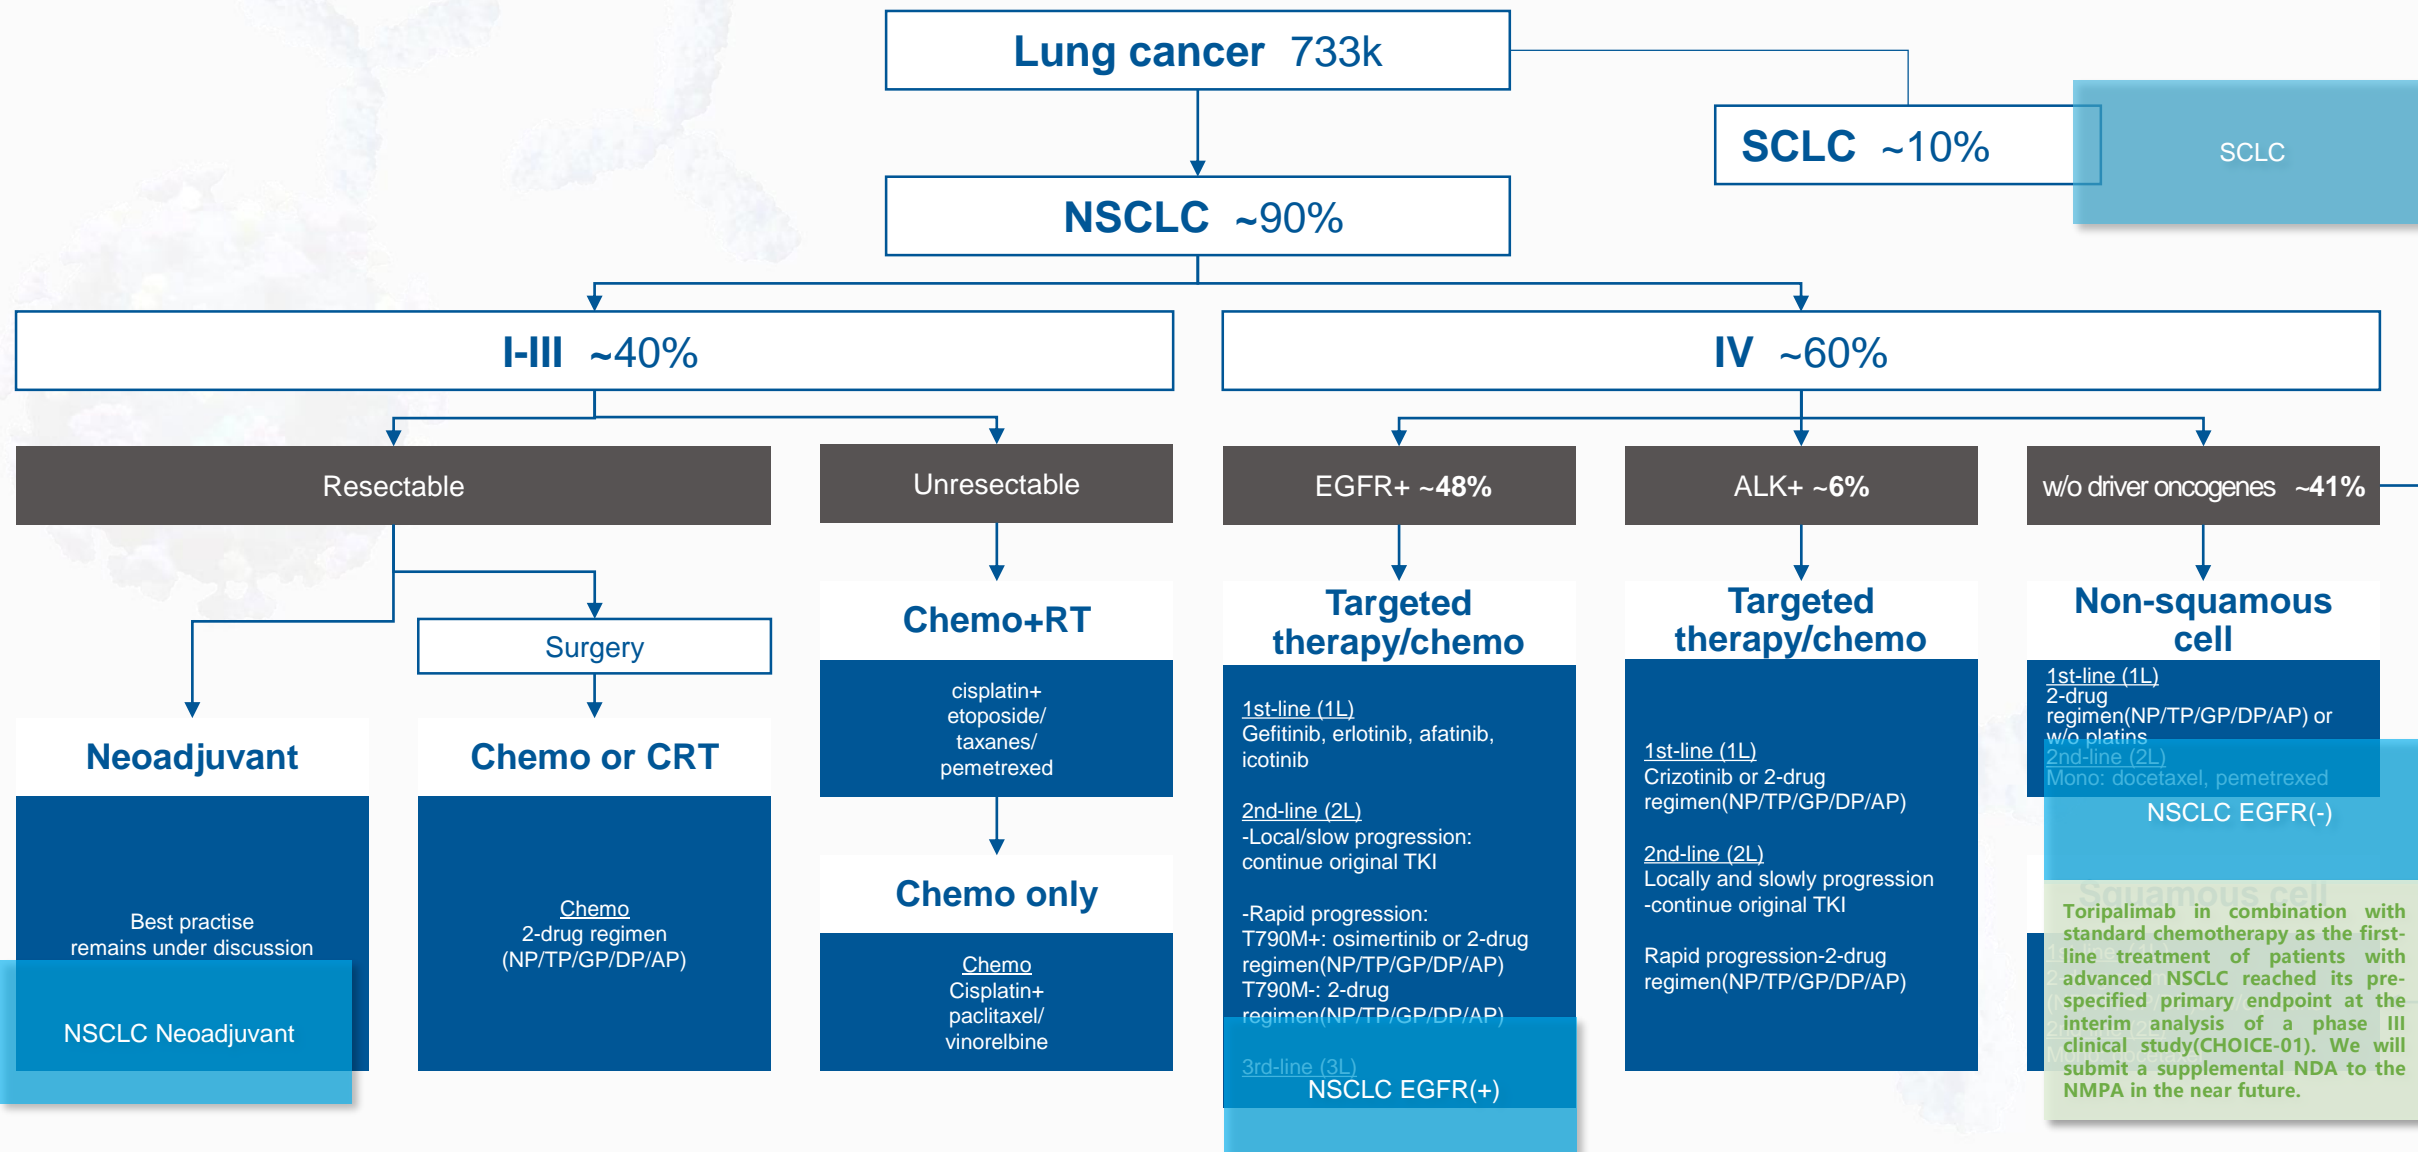 Lung cancer 733k
SCLC ~10%
SCLC
NSCLC ~90%
I-III ~40%
IV ~60%
Resectable
Unresectable
EGFR+ ~48%
ALK+ ~6%
w/o driver oncogenes ~41%
Surgery
Neoadjuvant
Best practise
remains under discussion
NSCLC Neoadjuvant
Chemo or CRT
Chemo
2-drug regimen
(NP/TP/GP/DP/AP)
Chemo+RT
cisplatin+
etoposide/
taxanes/
pemetrexed
Chemo only
Chemo
Cisplatin+
paclitaxel/
vinorelbine
Targeted
therapy/chemo
1st-line (1L)
Gefitinib, erlotinib, afatinib,
icotinib
2nd-line (2L)
-Local/slow progression:
continue original TKI
-Rapid progression:
T790M+: osimertinib or 2-drug
regimen(NP/TP/GP/DP/AP)
T790M-: 2-drug
regimen(NP/TP/GP/DP/AP)
3rd-line (3L)
NSCLC EGFR(+)
Targeted
therapy/chemo
1st-line (1L)
Crizotinib or 2-drug
regimen(NP/TP/GP/DP/AP)
2nd-line (2L)
Locally and slowly progression
-continue original TKI
Rapid progression-2-drug
regimen(NP/TP/GP/DP/AP)
Non-squamous
cell
1st-line (1L)
2-drug
regimen(NP/TP/GP/DP/AP) or
w/o platins
2nd-line (2L)
Mono: docetaxel, pemetrexed
NSCLC EGFR(-)
Squamous cell
Toripalimab in combination with
standard chemotherapy as the first-
line treatment of patients with
advanced NSCLC reached its pre-
specified primary endpoint at the
interim analysis of a phase III
clinical study(CHOICE-01). We will
submit a supplemental NDA to the
NMPA in the near future.